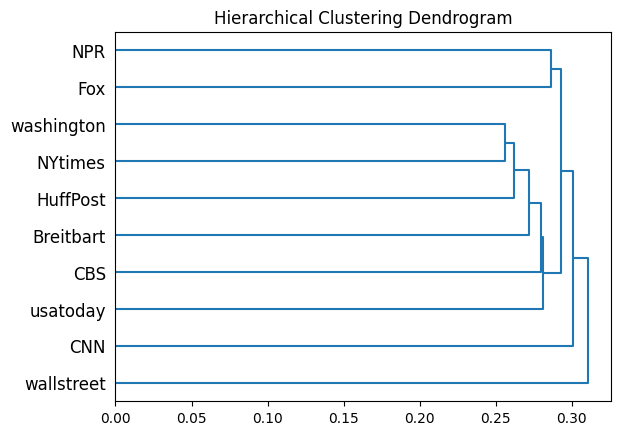 Hierarchical Clustering Dendrogram
NPR
Fox
washington
NYtimes
HuffPost
Breitbart
CBS
usatoday
CNN
wallstreet
0.00 0.05 0.10 0.15 0.20 0.25 0.30